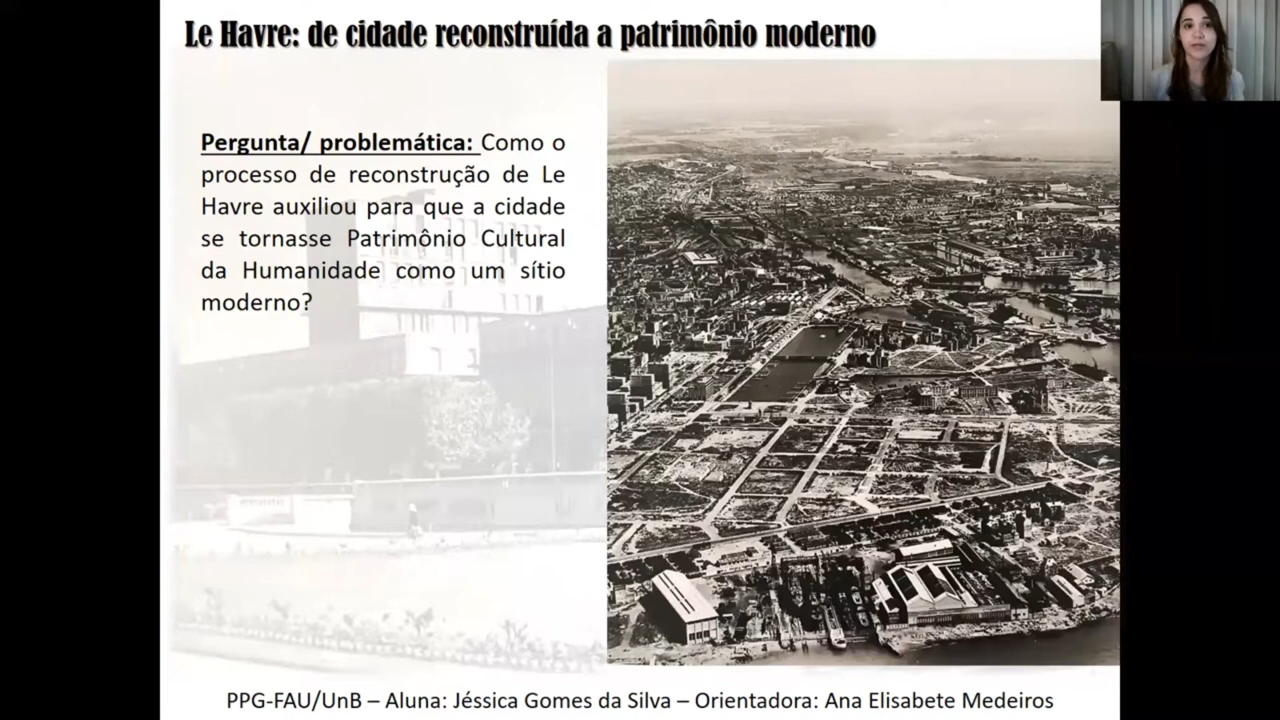 Le Havre: de cidade reconstruída a patrimônio moderno
Pergunta/ problemática: Como o
processo de reconstrução de Le
Havre auxiliou para que a cidade
se tornasse Patrimônio Cultural
da Humanidade como um sítio
moderno?
PPG-FAU/UnB – Aluna: Jéssica Gomes da Silva – Orientadora: Ana Elisabete Medeiros